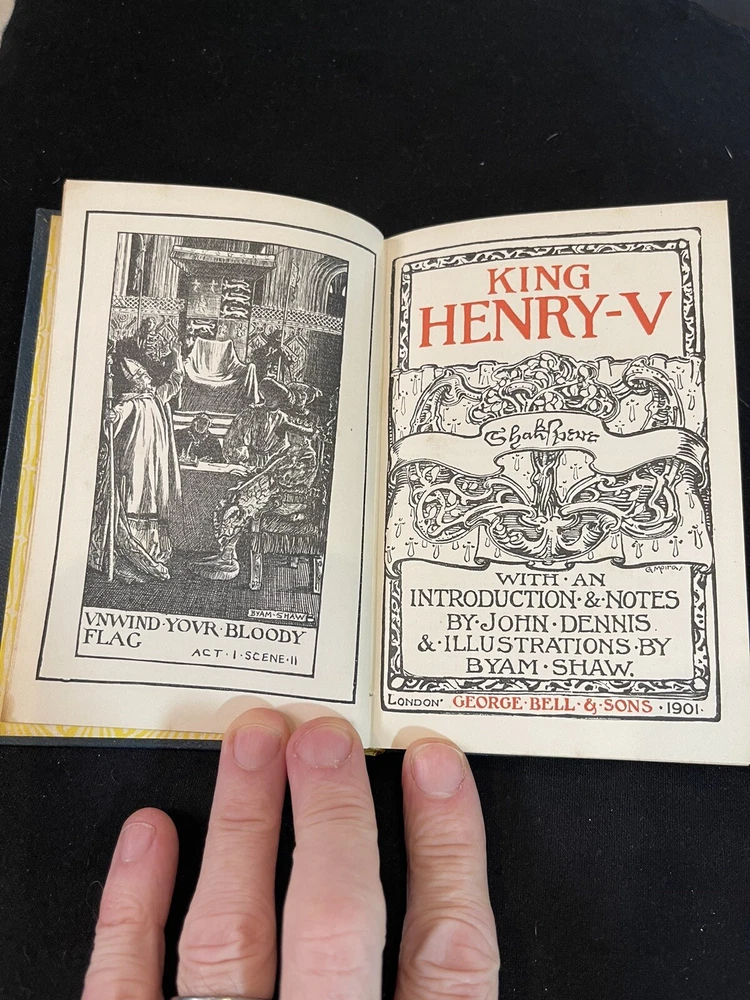 BYAM·SHAW
VNWIND·YOVR·BLOODY
FLAG
ACT·I·SCENE·II
KING
HENRY-V
Shakspere
G.Moira
WITH·AN
INTRODUCTION·&·NOTES
BY·JOHN·DENNIS
&·ILLUSTRATIONS·BY
BYAM·SHAW.
LONDON· GEORGE·BELL·&·SONS·1901·